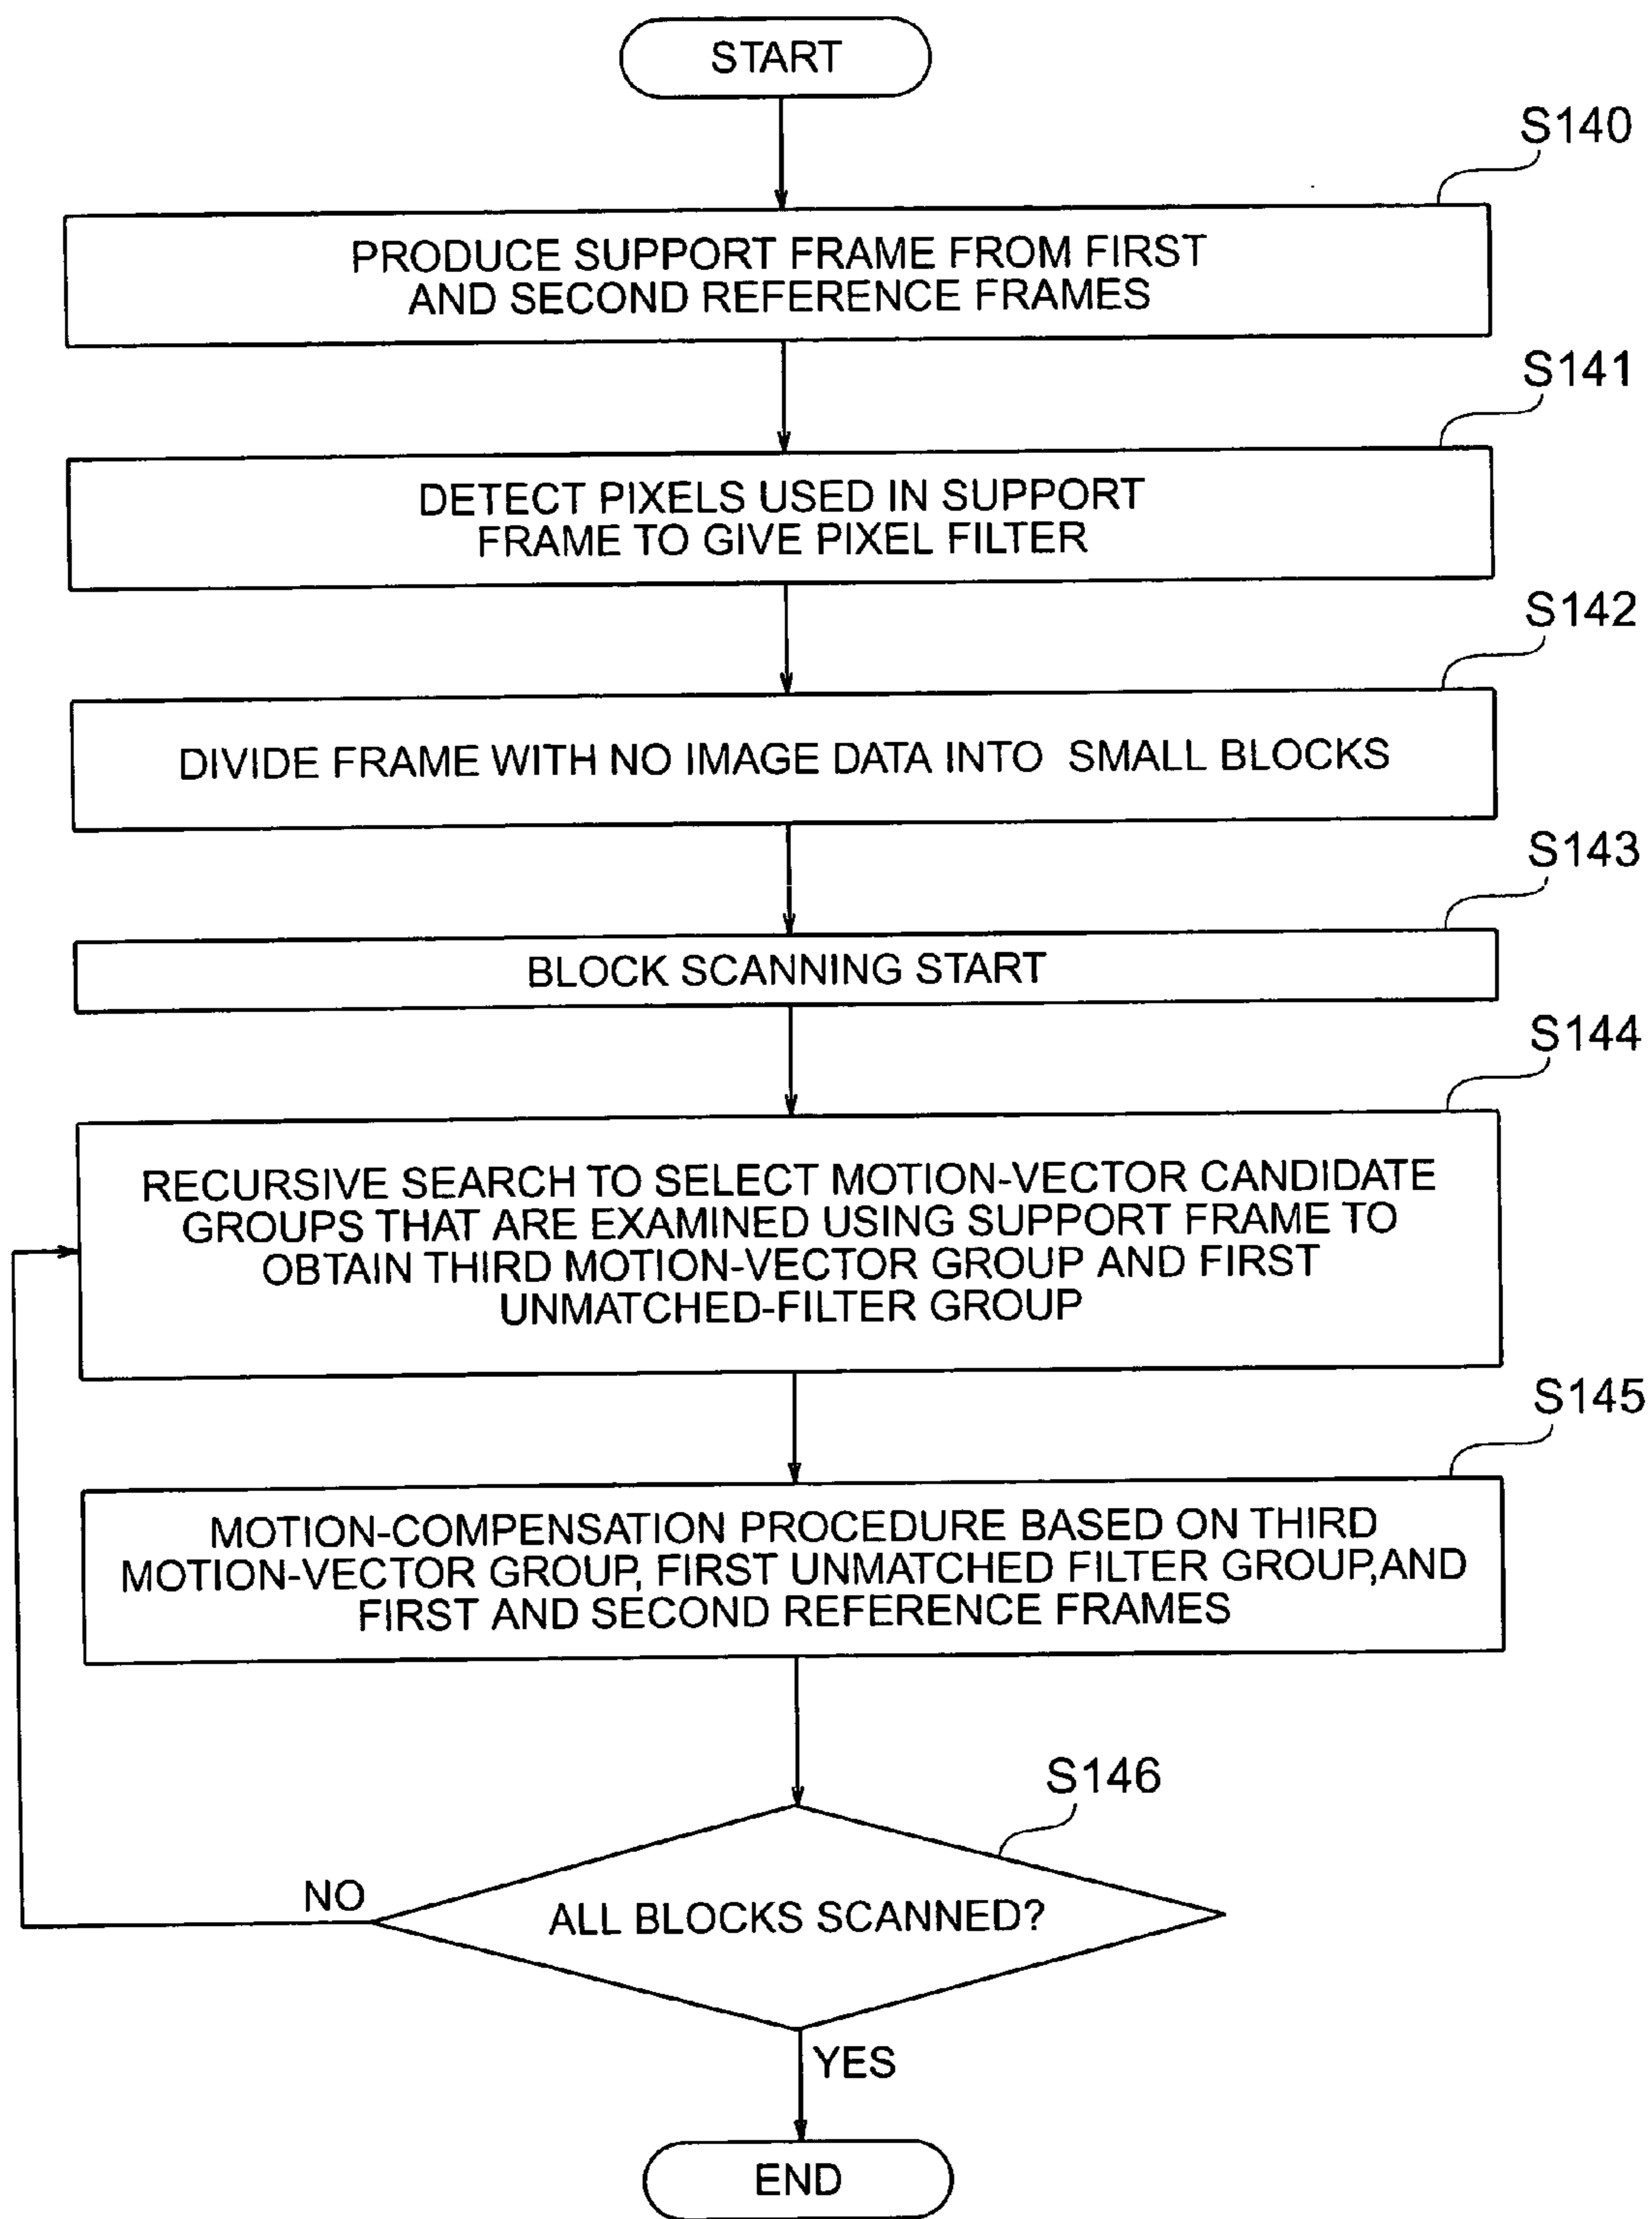 START
S140
PRODUCE SUPPORT FRAME FROM FIRST
AND SECOND REFERENCE FRAMES
S141
DETECT PIXELS USED IN SUPPORT
FRAME TO GIVE PIXEL FILTER
S142
DIVIDE FRAME WITH NO IMAGE DATA INTO SMALL BLOCKS
S143
BLOCK SCANNING START
S144
RECURSIVE SEARCH TO SELECT MOTION-VECTOR CANDIDATE
GROUPS THAT ARE EXAMINED USING SUPPORT FRAME TO
OBTAIN THIRD MOTION-VECTOR GROUP AND FIRST
UNMATCHED-FILTER GROUP
S145
MOTION-COMPENSATION PROCEDURE BASED ON THIRD
MOTION-VECTOR GROUP, FIRST UNMATCHED FILTER GROUP,AND
FIRST AND SECOND REFERENCE FRAMES
S146
NO
ALL BLOCKS SCANNED?
YES
END